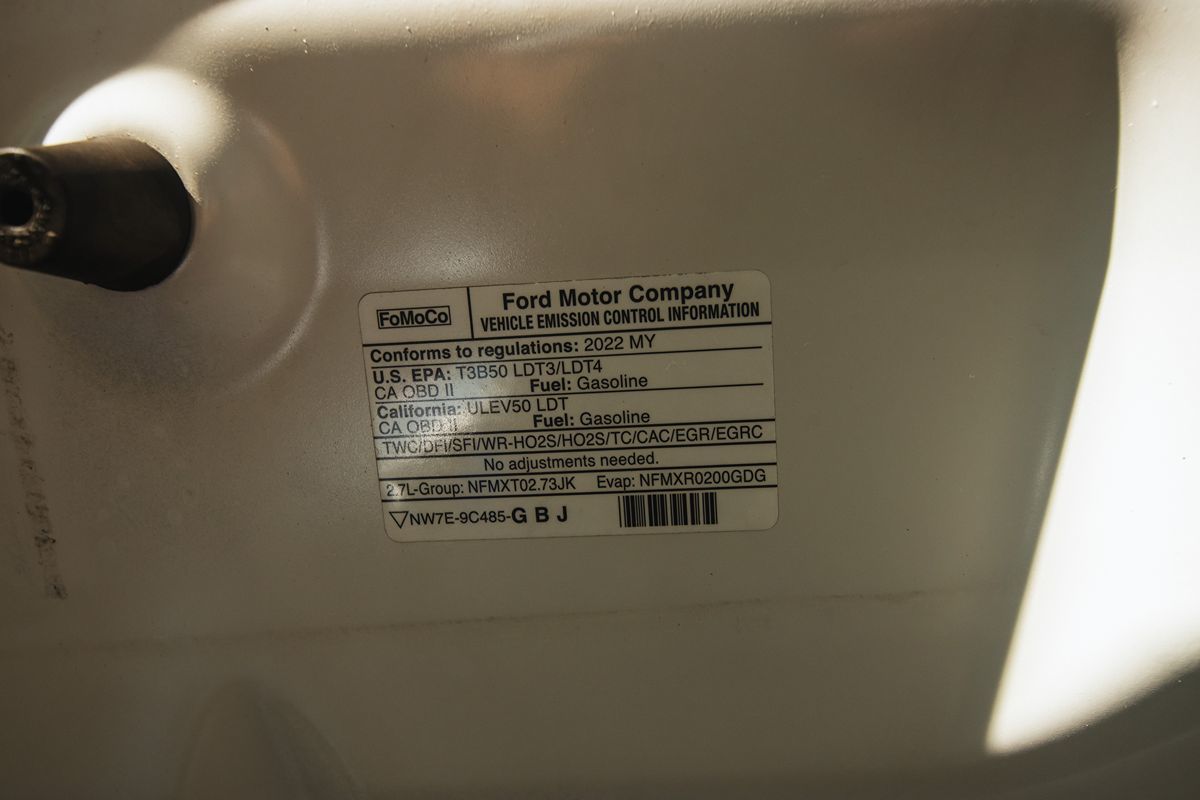 FoMoCo
Ford Motor Company
VEHICLE EMISSION CONTROL INFORMATION
Conforms to regulations: 2022 MY
U.S. EPA: T3B50 LDT3/LDT4
CA OBD II Fuel: Gasoline
California: ULEV50 LDT
CA OBD II Fuel: Gasoline
TWC/DFI/SFI/WR-HO2S/HO2S/TC/CAC/EGR/EGRC
No adjustments needed.
2.7L-Group: NFMXT02.73JK Evap: NFMXR0200GDG
NW7E-9C485-G B J